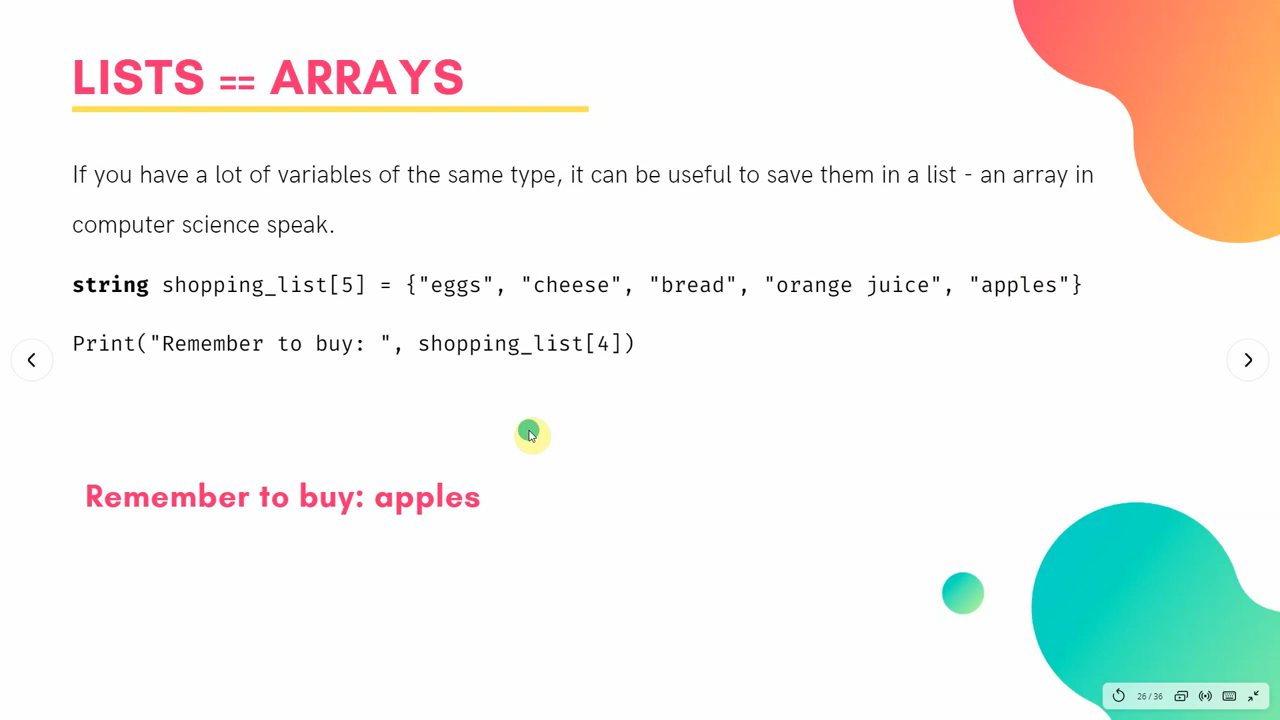 LISTS == ARRAYS
If you have a lot of variables of the same type, it can be useful to save them in a list - an array in
computer science speak.
string shopping_list[5] = {"eggs", "cheese", "bread", "orange juice", "apples"}
Print("Remember to buy: ", shopping_list[4])
Remember to buy: apples
26 / 36